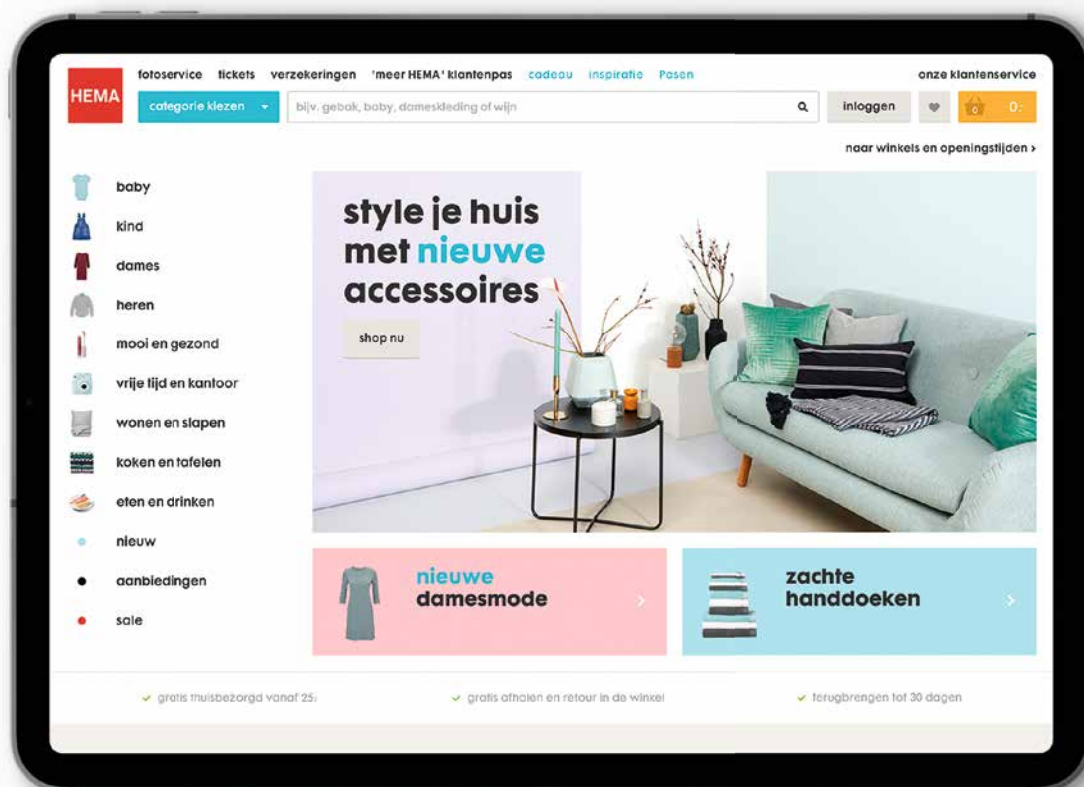 fotoservice tickets verzekeringen 'meer HEMA' klantenpas cadeau inspiratie Pasen onze klantenservice
HEMA
categorie kiezen bijv. gebak, baby, dameskleding of wijn inloggen 0 0.-
naar winkels en openingstijden ›
baby
kind
dames
heren
mooi en gezond
vrije tijd en kantoor
wonen en slapen
koken en tafelen
eten en drinken
nieuw
aanbiedingen
sale
style je huis
met nieuwe
accessoires
shop nu
nieuwe
damesmode
zachte
handdoeken
gratis thuisbezorgd vanaf 25.-
gratis afhalen en retour in de winkel
terugbrengen tot 30 dagen